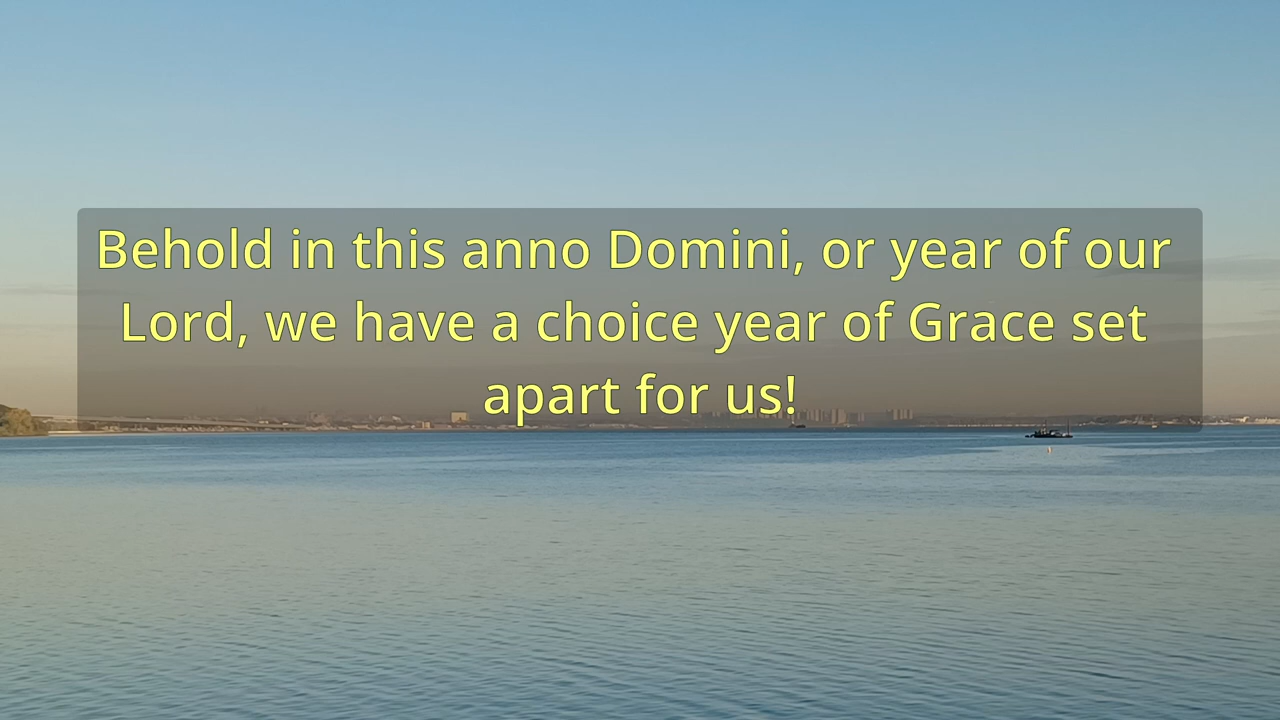 Behold in this anno Domini, or year of our
Lord, we have a choice year of Grace set
apart for us!